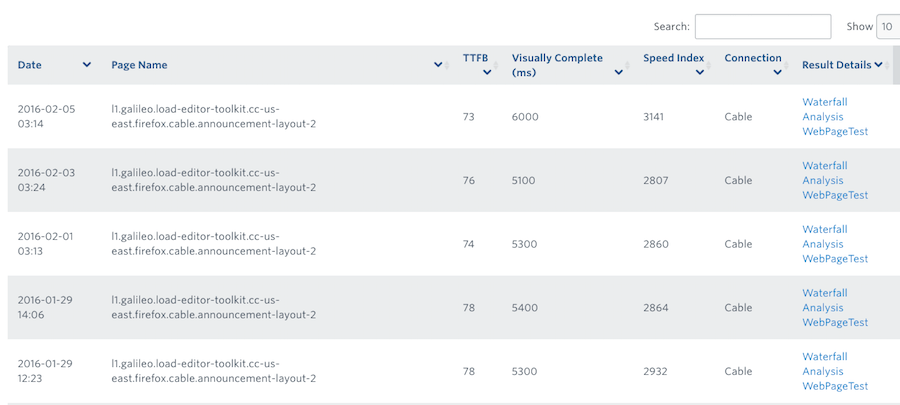 Search:
Show 10
Date Page Name TTFB Visually Complete (ms) Speed Index Connection Result Details
2016-02-05 l1.galileo.load-editor-toolkit.cc-us- 73 6000 3141 Cable Waterfall
03:14 east.firefox.cable.announcement-layout-2 Analysis
WebPageTest
2016-02-03 l1.galileo.load-editor-toolkit.cc-us- 76 5100 2807 Cable Waterfall
03:24 east.firefox.cable.announcement-layout-2 Analysis
WebPageTest
2016-02-01 l1.galileo.load-editor-toolkit.cc-us- 74 5300 2860 Cable Waterfall
03:13 east.firefox.cable.announcement-layout-2 Analysis
WebPageTest
2016-01-29 l1.galileo.load-editor-toolkit.cc-us- 78 5400 2864 Cable Waterfall
14:06 east.firefox.cable.announcement-layout-2 Analysis
WebPageTest
2016-01-29 l1.galileo.load-editor-toolkit.cc-us- 78 5300 2932 Cable Waterfall
12:23 east.firefox.cable.announcement-layout-2 Analysis
WebPageTest